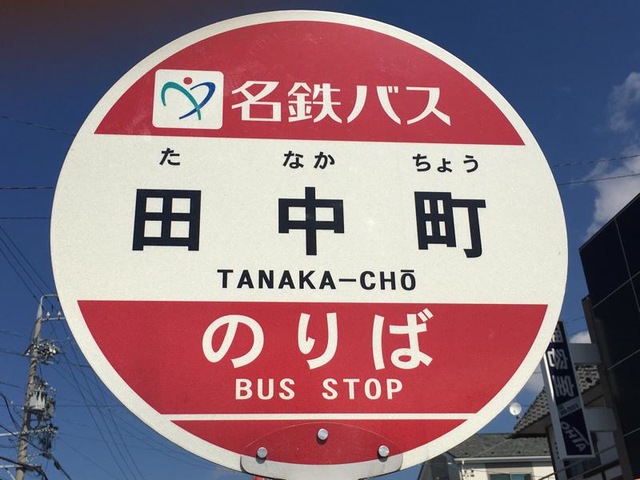 名鉄バス
た なか ちょう
田中町
TANAKA-CHŌ
のりば
BUS STOP